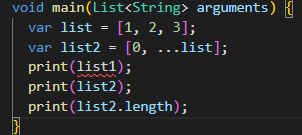 void main(List<String> arguments) {
  var list = [1, 2, 3];
  var list2 = [0, ...list];
  print(list1);
  print(list2);
  print(list2.length);
}